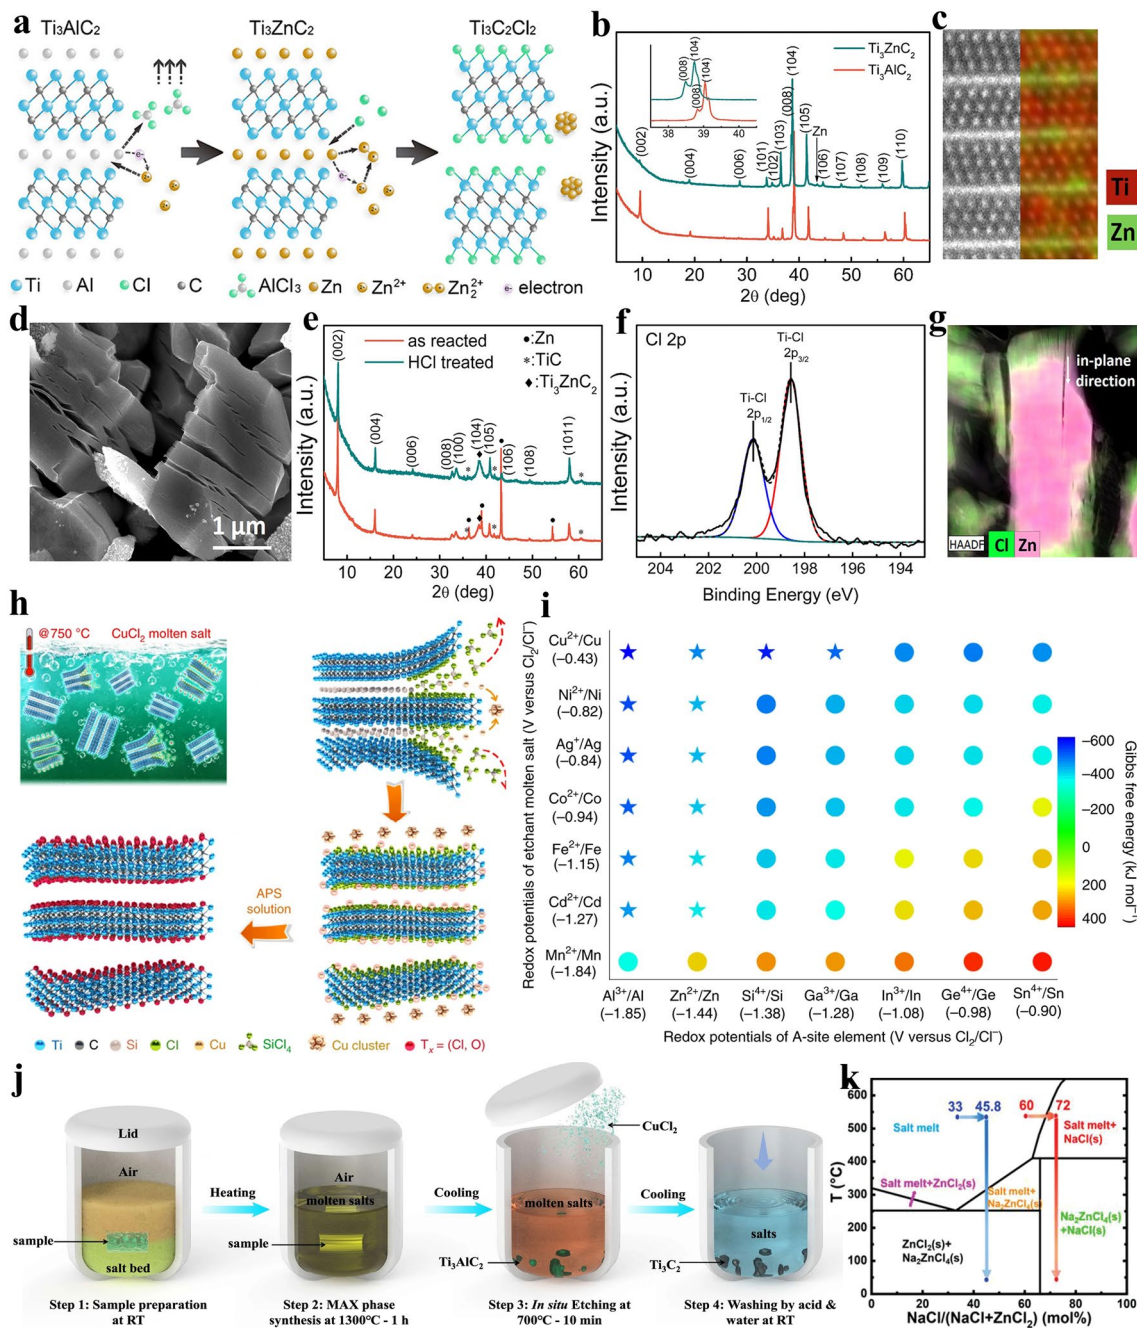 a
Ti₃AlC₂
Ti₃ZnC₂
Ti₃C₂Cl₂
Ti
Al
Cl
C
AlCl₃
Zn
Zn²⁺
Zn₂²⁺
electron
b
Intensity (a.u.)
Ti₃ZnC₂
Ti₃AlC₂
(008)
(104)
(008)
(104)
38 39 40
(002)
(004)
(006)
(101)
(102)
(103)
(008)
(104)
(105)
Zn
(106)
(107)
(108)
(109)
(110)
5 10 20 30 40 50 60
2θ (deg)
c
Ti
Zn
d
1 μm
e
Intensity (a.u.)
as reacted
HCl treated
●:Zn
*:TiC
♦:Ti₃ZnC₂
(002)
(004)
(006)
(008)
(100)
(104)
(105)
(106)
(108)
(1011)
10 20 30 40 50 60
2θ (deg)
f
Cl 2p
Ti-Cl
2p₃/₂
Ti-Cl
2p₁/₂
Intensity (a.u.)
204 202 200 198 196 194
Binding Energy (eV)
g
in-plane
direction
HAADF Cl Zn
h
@750 °C
CuCl₂ molten salt
APS
solution
Ti
C
Si
Cl
Cu
SiCl₄
Cu cluster
Tₓ = (Cl, O)
i
Redox potentials of etchant molten salt (V versus Cl₂/Cl⁻)
Cu²⁺/Cu
(−0.43)
Ni²⁺/Ni
(−0.82)
Ag⁺/Ag
(−0.84)
Co²⁺/Co
(−0.94)
Fe²⁺/Fe
(−1.15)
Cd²⁺/Cd
(−1.27)
Mn²⁺/Mn
(−1.84)
Al³⁺/Al
(−1.85)
Zn²⁺/Zn
(−1.44)
Si⁴⁺/Si
(−1.38)
Ga³⁺/Ga
(−1.28)
In³⁺/In
(−1.08)
Ge⁴⁺/Ge
(−0.98)
Sn⁴⁺/Sn
(−0.90)
Redox potentials of A-site element (V versus Cl₂/Cl⁻)
−600
−400
−200
0
200
400
Gibbs free energy (kJ mol⁻¹)
j
Lid
Air
sample
salt bed
Step 1: Sample preparation
at RT
Heating
Air
molten salts
sample
Step 2: MAX phase
synthesis at 1300°C - 1 h
Cooling
CuCl₂
molten salts
Ti₃AlC₂
Step 3: In situ Etching at
700°C - 10 min
Cooling
salts
Ti₃C₂
Step 4: Washing by acid &
water at RT
k
T (°C)
600
500
400
300
200
100
0
33 45.8
60 72
Salt melt
Salt melt+
NaCl(s)
Salt melt+ZnCl₂(s)
Salt melt+
Na₂ZnCl₄(s)
Na₂ZnCl₄(s)
+NaCl(s)
ZnCl₂(s)+
Na₂ZnCl₄(s)
0 20 40 60 80 100
NaCl/(NaCl+ZnCl₂) (mol%)